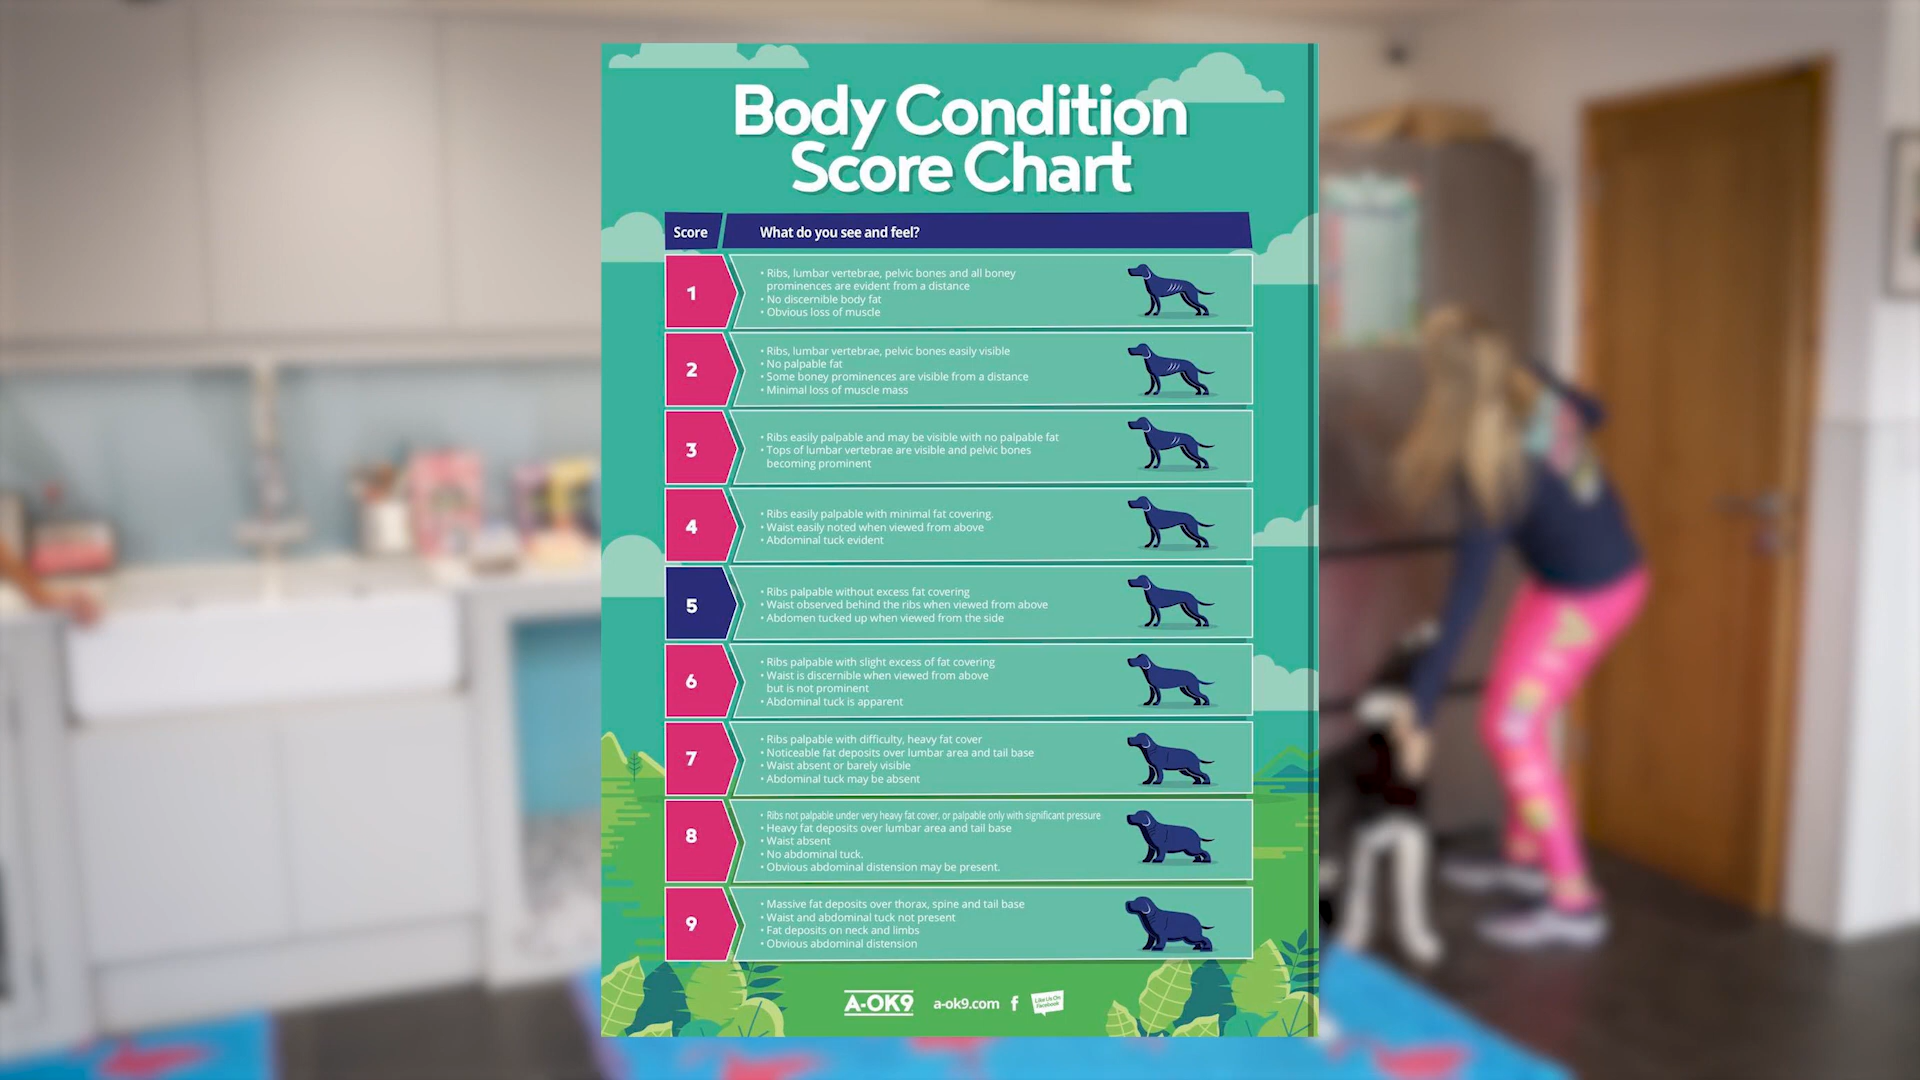 Body Condition
Score Chart
Score
What do you see and feel?
1
• Ribs, lumbar vertebrae, pelvic bones and all boney
prominences are evident from a distance
• No discernible body fat
• Obvious loss of muscle
2
• Ribs, lumbar vertebrae, pelvic bones easily visible
• No palpable fat
• Some boney prominences are visible from a distance
• Minimal loss of muscle mass
3
• Ribs easily palpable and may be visible with no palpable fat
• Tops of lumbar vertebrae are visible and pelvic bones
becoming prominent
4
• Ribs easily palpable with minimal fat covering.
• Waist easily noted when viewed from above
• Abdominal tuck evident
5
• Ribs palpable without excess fat covering
• Waist observed behind the ribs when viewed from above
• Abdomen tucked up when viewed from the side
6
• Ribs palpable with slight excess of fat covering
• Waist is discernible when viewed from above
but is not prominent
• Abdominal tuck is apparent
7
• Ribs palpable with difficulty, heavy fat cover
• Noticeable fat deposits over lumbar area and tail base
• Waist absent or barely visible
• Abdominal tuck may be absent
8
• Ribs not palpable under very heavy fat cover, or palpable only with significant pressure
• Heavy fat deposits over lumbar area and tail base
• Waist absent
• No abdominal tuck.
• Obvious abdominal distension may be present.
9
• Massive fat deposits over thorax, spine and tail base
• Waist and abdominal tuck not present
• Fat deposits on neck and limbs
• Obvious abdominal distension
A-OK9
a-ok9.com f
Like Us On
Facebook